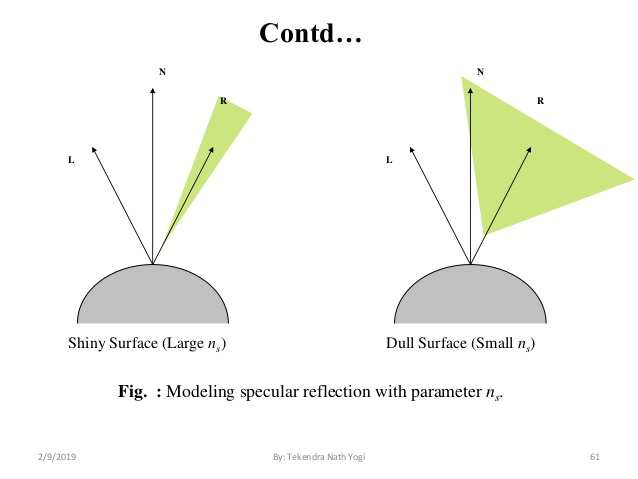 Contd…
N
R
L
N
R
L
Shiny Surface (Large ns)
Dull Surface (Small ns)
Fig. : Modeling specular reflection with parameter ns.
2/9/2019
By: Tekendra Nath Yogi
61